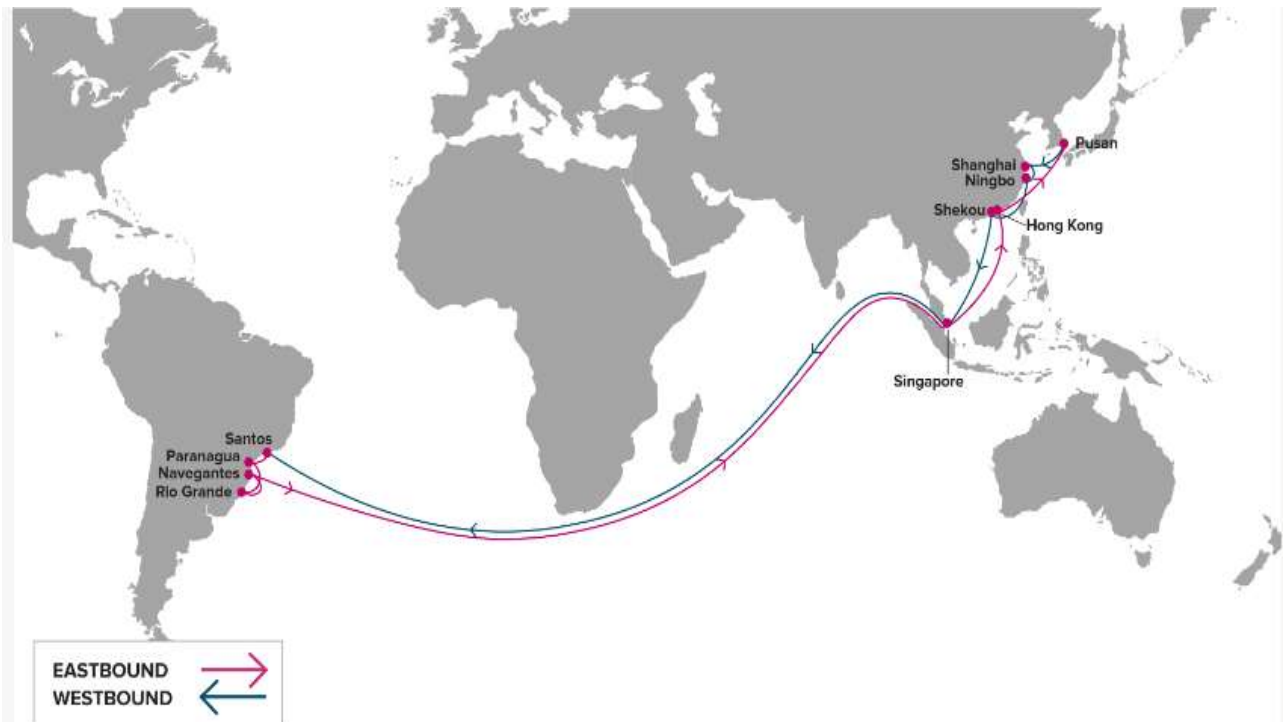 Pusan
Shanghai
Ningbo
Shekou
Hong Kong
Singapore
Santos
Paranagua
Navegantes
Rio Grande
EASTBOUND
WESTBOUND